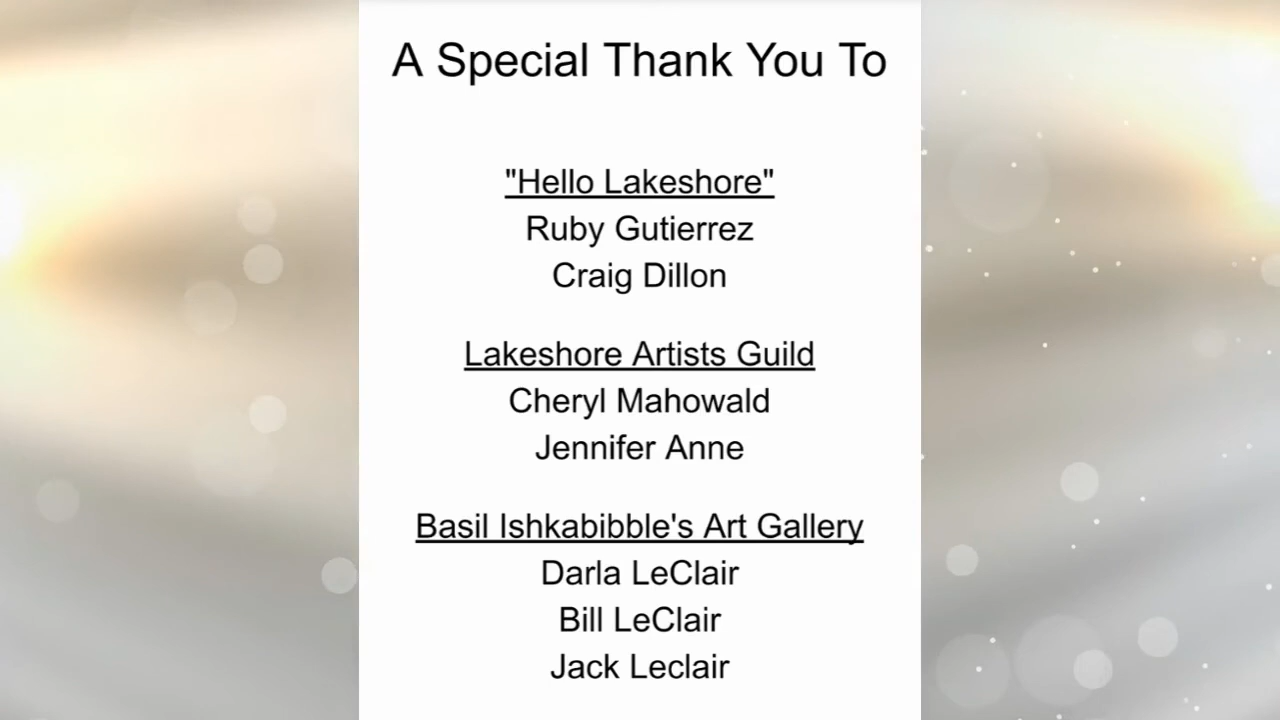 A Special Thank You To
"Hello Lakeshore"
Ruby Gutierrez
Craig Dillon
Lakeshore Artists Guild
Cheryl Mahowald
Jennifer Anne
Basil Ishkabibble's Art Gallery
Darla LeClair
Bill LeClair
Jack Leclair